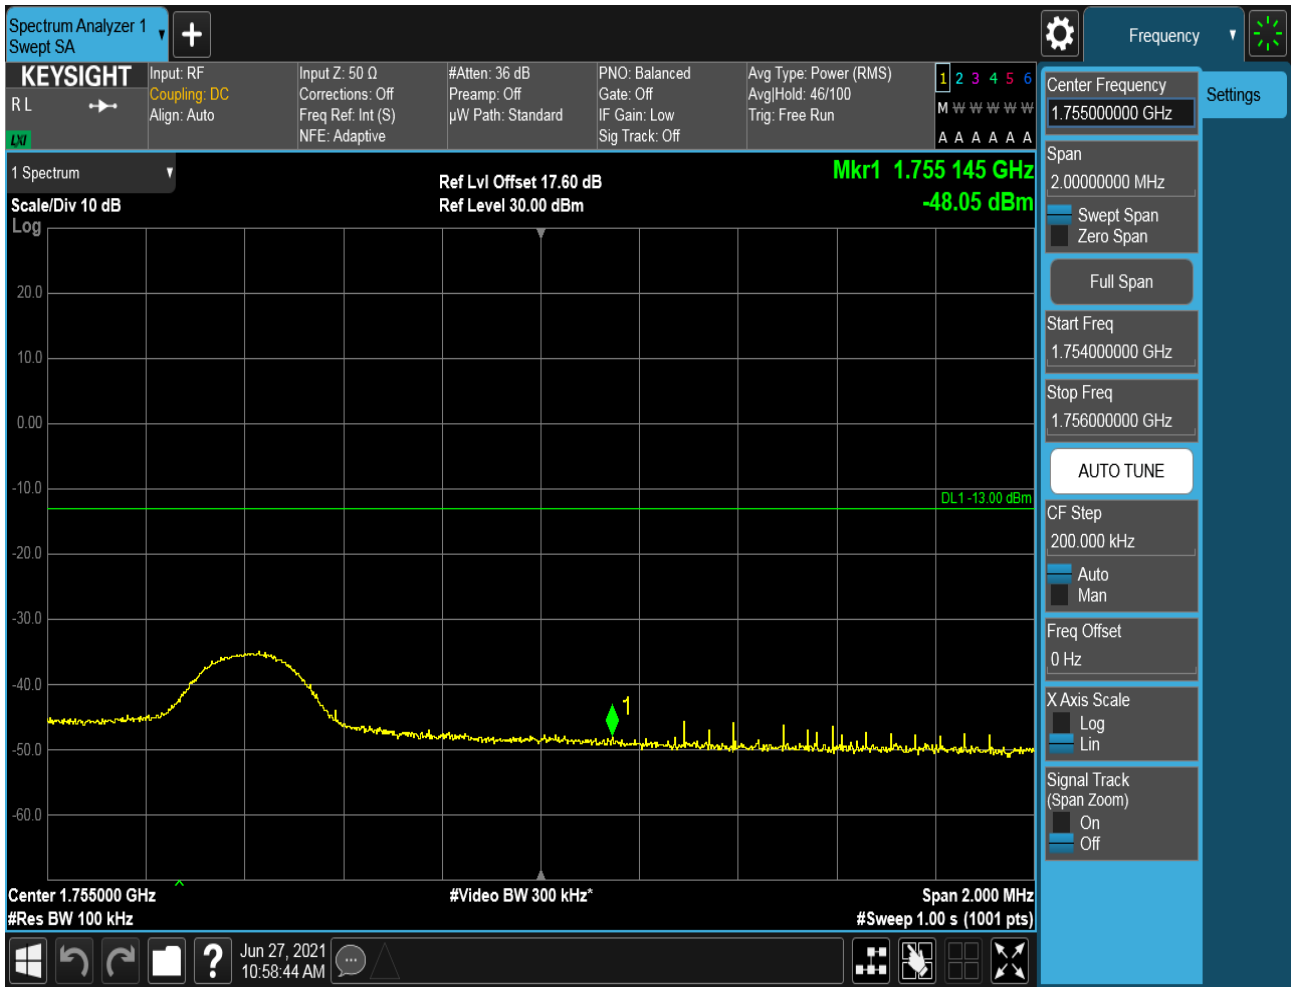 Spectrum Analyzer 1
Swept SA
Frequency
KEYSIGHT
R L
LXI
Input: RF
Coupling: DC
Align: Auto
Input Z: 50 Ω
Corrections: Off
Freq Ref: Int (S)
NFE: Adaptive
#Atten: 36 dB
Preamp: Off
µW Path: Standard
PNO: Balanced
Gate: Off
IF Gain: Low
Sig Track: Off
Avg Type: Power (RMS)
Avg|Hold: 46/100
Trig: Free Run
1 2 3 4 5 6
M W W W W W
A A A A A A
1 Spectrum
Scale/Div 10 dB
Log
Ref Lvl Offset 17.60 dB
Ref Level 30.00 dBm
Mkr1 1.755 145 GHz
-48.05 dBm
20.0
10.0
0.00
-10.0
DL1 -13.00 dBm
-20.0
-30.0
-40.0
1
-50.0
-60.0
Center 1.755000 GHz
#Res BW 100 kHz
#Video BW 300 kHz*
Span 2.000 MHz
#Sweep 1.00 s (1001 pts)
?
Jun 27, 2021
10:58:44 AM
Center Frequency
1.755000000 GHz
Settings
Span
2.00000000 MHz
Swept Span
Zero Span
Full Span
Start Freq
1.754000000 GHz
Stop Freq
1.756000000 GHz
AUTO TUNE
CF Step
200.000 kHz
Auto
Man
Freq Offset
0 Hz
X Axis Scale
Log
Lin
Signal Track
(Span Zoom)
On
Off